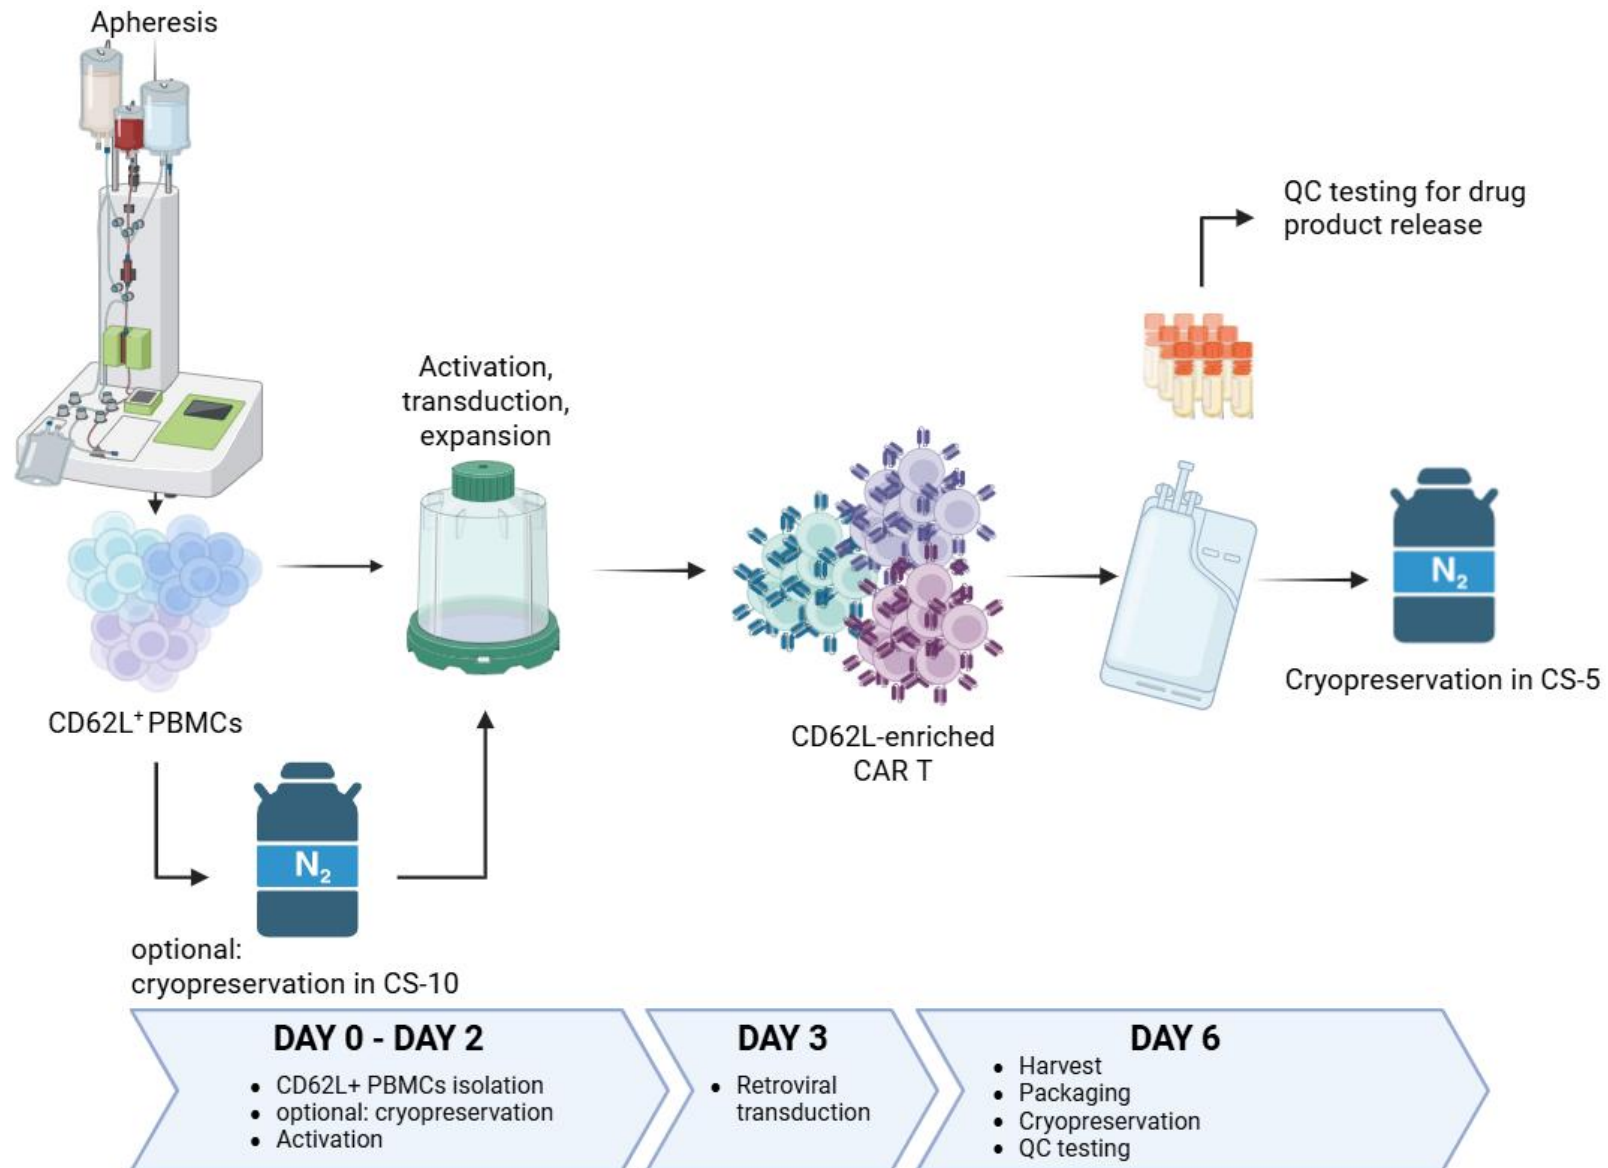 Apheresis
QC testing for drug
product release
Activation,
transduction,
expansion
N₂
Cryopreservation in CS-5
CD62L⁺ PBMCs
CD62L-enriched
CAR T
N₂
optional:
cryopreservation in CS-10
DAY 0 - DAY 2
• CD62L+ PBMCs isolation
• optional: cryopreservation
• Activation
DAY 3
• Retroviral
transduction
DAY 6
• Harvest
• Packaging
• Cryopreservation
• QC testing